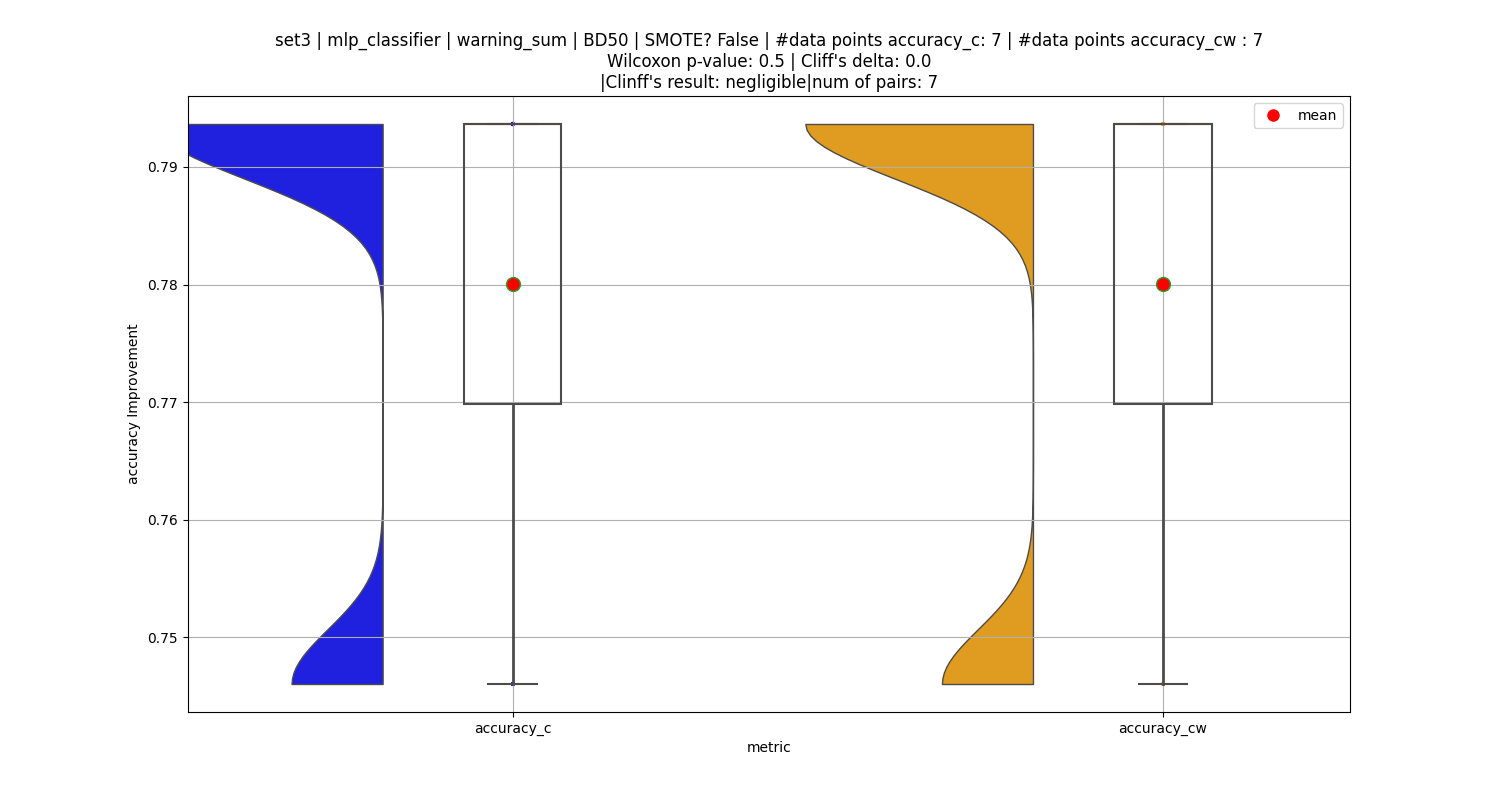 set3 | mlp_classifier | warning_sum | BD50 | SMOTE? False | #data points accuracy_c: 7 | #data points accuracy_cw : 7
Wilcoxon p-value: 0.5 | Cliff's delta: 0.0
|Clinff's result: negligible|num of pairs: 7
mean
0.79
0.78
0.77
0.76
0.75
accuracy Improvement
accuracy_c
accuracy_cw
metric